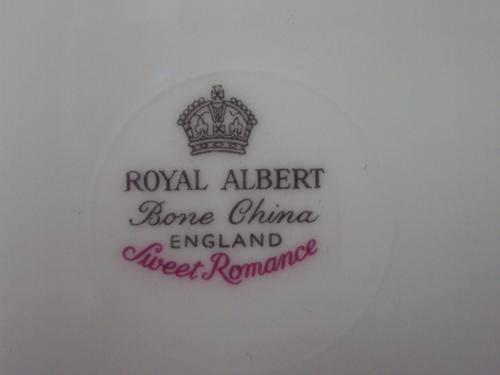 ROYAL ALBERT
Bone China
ENGLAND
Sweet Romance